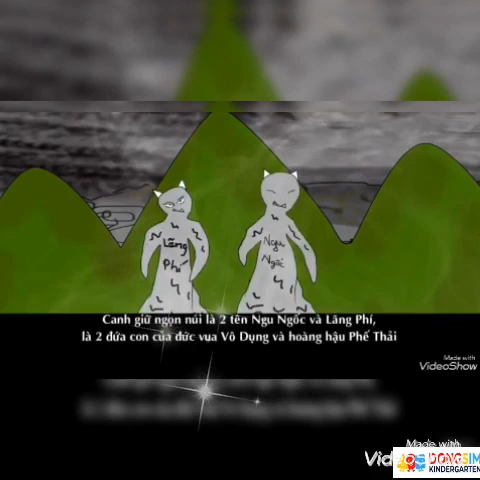 Lãng
Phí
Ngu
Ngốc
Canh giữ ngọn núi là 2 tên Ngu Ngốc và Lãng Phí,
là 2 đứa con của đức vua Vô Dụng và hoàng hậu Phế Thải
Made with
VideoShow
Made with
DONGSIM
KINDERGARTEN